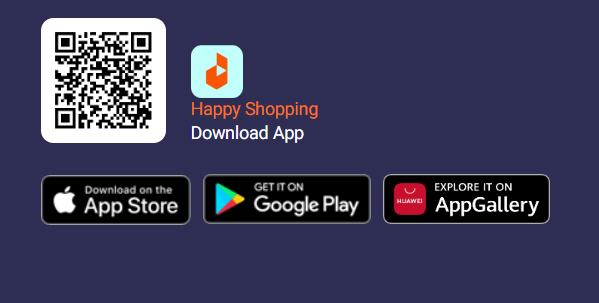 Happy Shopping
Download App
Download on the
App Store
GET IT ON
Google Play
HUAWEI
EXPLORE IT ON
AppGallery